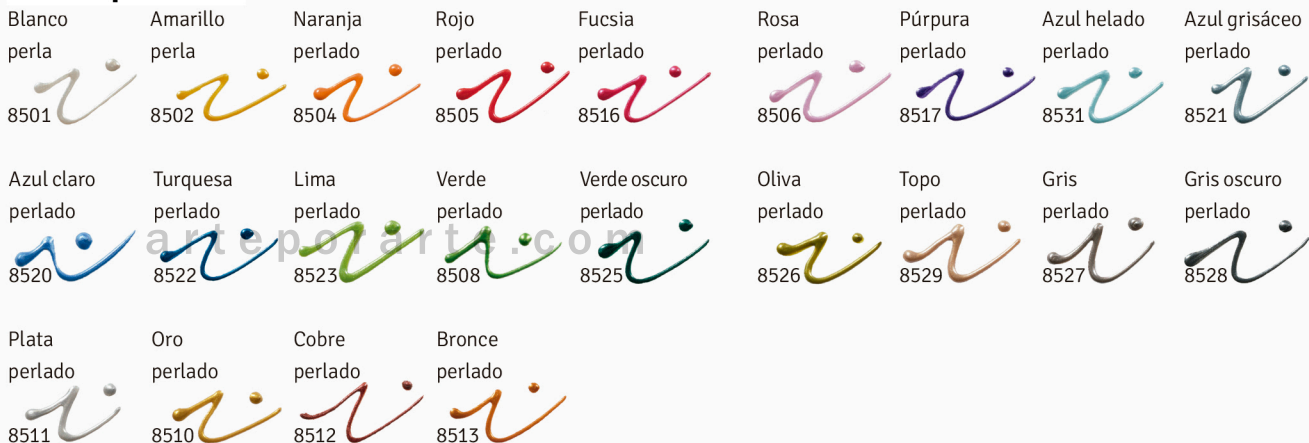 Blanco
perla
8501
Amarillo
perla
8502
Naranja
perlado
8504
Rojo
perlado
8505
Fucsia
perlado
8516
Rosa
perlado
8506
Púrpura
perlado
8517
Azul helado
perlado
8531
Azul grisáceo
perlado
8521
Azul claro
perlado
8520
Turquesa
perlado
8522
Lima
perlado
8523
Verde
perlado
8508
Verde oscuro
perlado
8525
Oliva
perlado
8526
Topo
perlado
8529
Gris
perlado
8527
Gris oscuro
perlado
8528
arteporarte.com
Plata
perlado
8511
Oro
perlado
8510
Cobre
perlado
8512
Bronce
perlado
8513